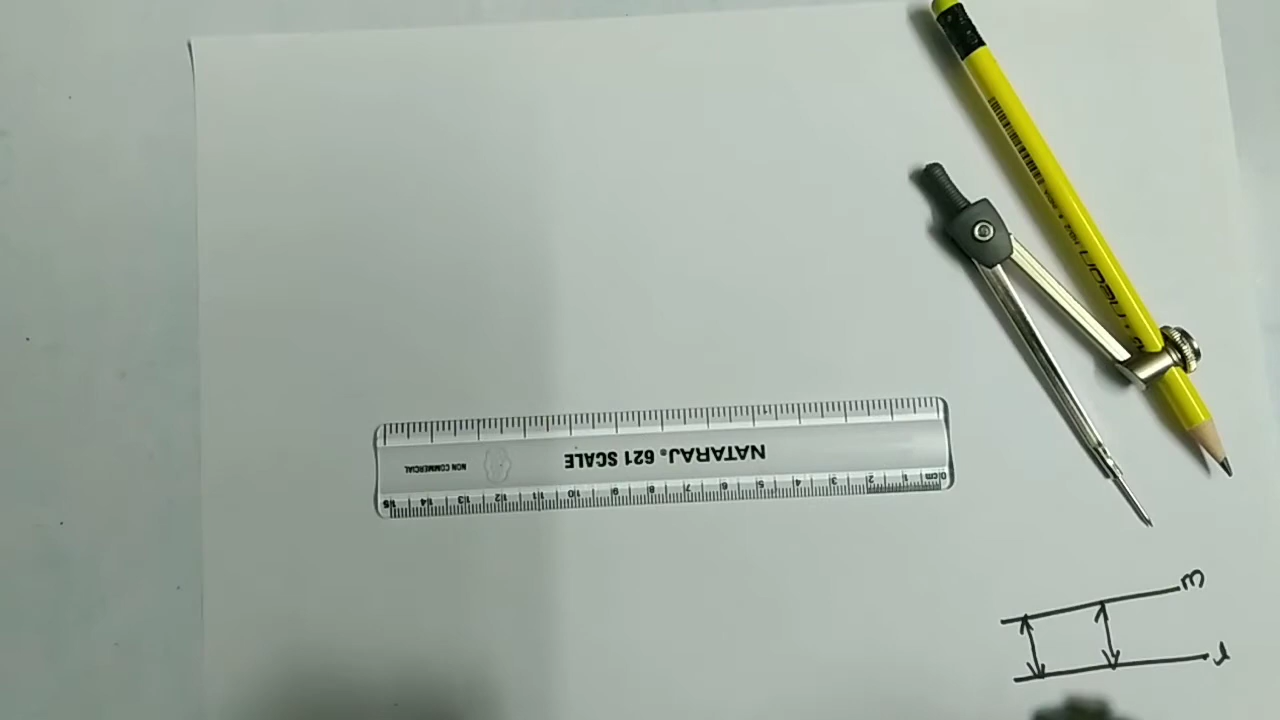 NATARAJ® 621 SCALE
NON COMMERCIAL
0 cm 1 2 3 4 5 6 7 8 9 10 11 12 13 14 15
neon
m
l